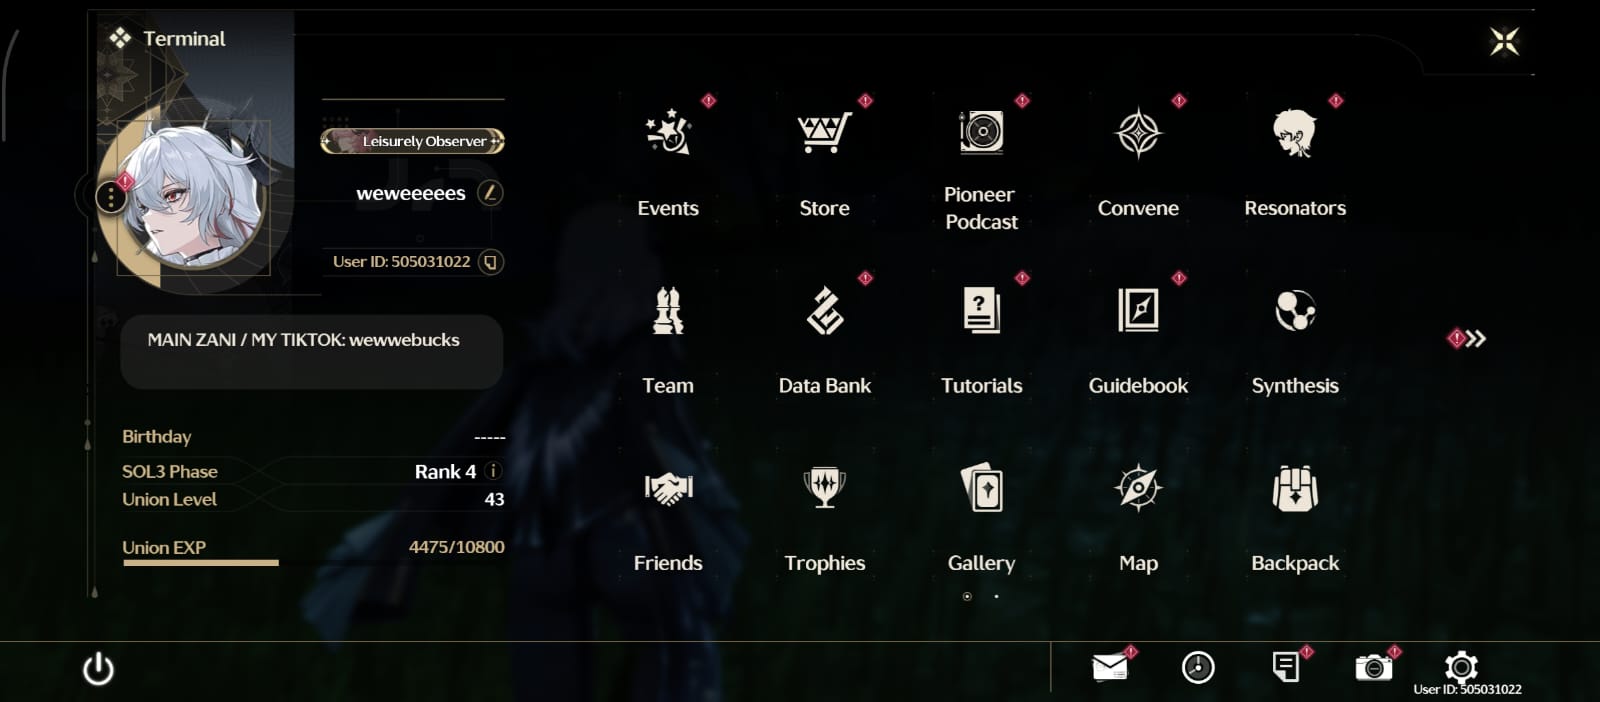 Terminal
Leisurely Observer
weweeeees
User ID: 505031022
MAIN ZANI / MY TIKTOK: wewwebucks
Birthday -----
SOL3 Phase Rank 4
Union Level 43
Union EXP 4475/10800
Events
Store
Pioneer
Podcast
Convene
Resonators
Team
Data Bank
Tutorials
Guidebook
Synthesis
Friends
Trophies
Gallery
Map
Backpack
User ID: 505031022